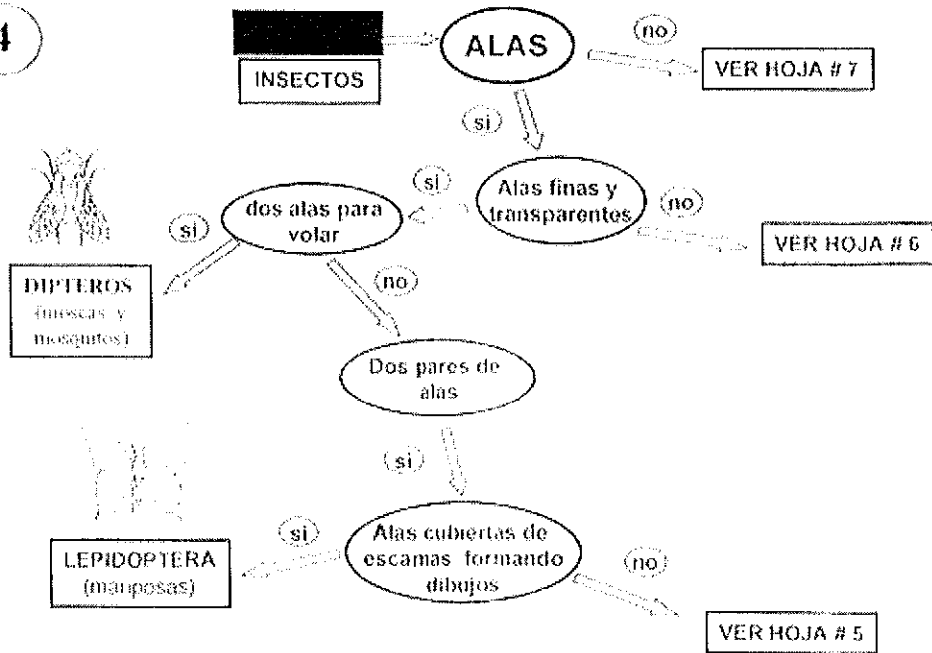 4
INSECTOS
ALAS
no
VER HOJA # 7
si
Alas finas y
transparentes
si
no
VER HOJA # 6
dos alas para
volar
si
DIPTEROS
(moscas y
mosquitos)
no
Dos pares de
alas
si
Alas cubiertas de
escamas formando
dibujos
si
LEPIDOPTERA
(mariposas)
no
VER HOJA # 5